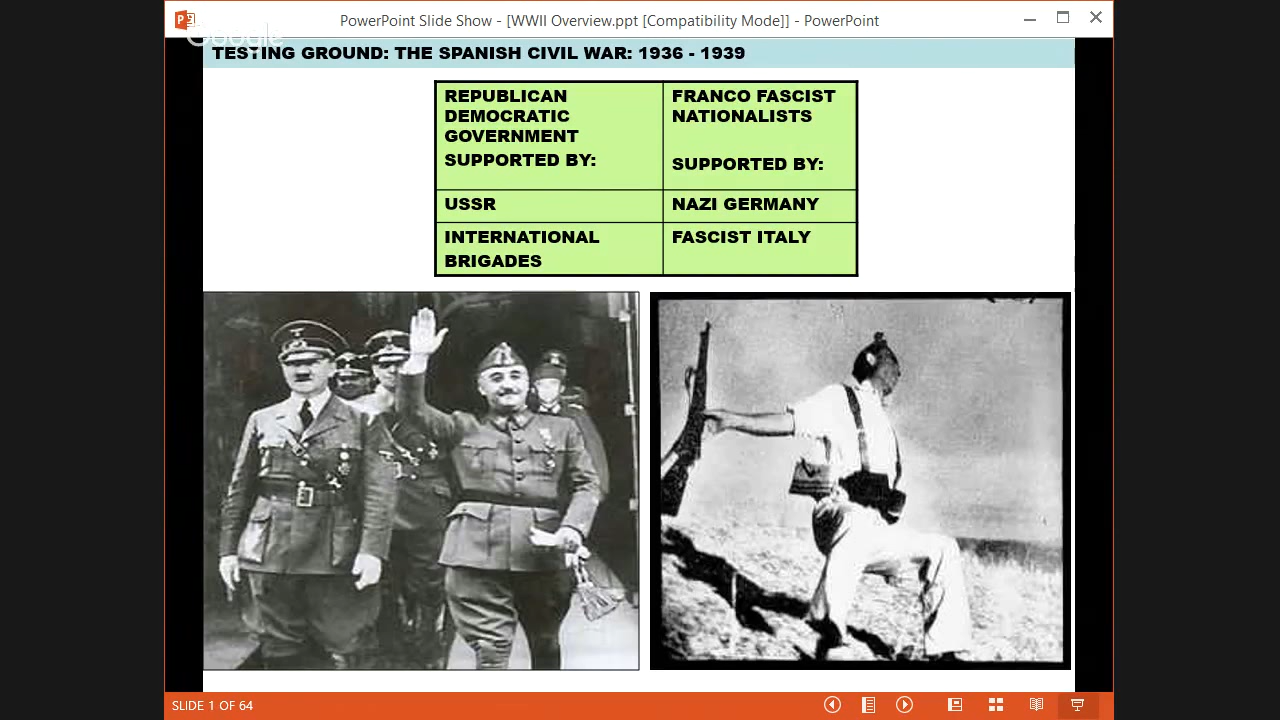 PowerPoint Slide Show - [WWII Overview.ppt [Compatibility Mode]] - PowerPoint
Google
TESTING GROUND: THE SPANISH CIVIL WAR: 1936 - 1939
REPUBLICAN
DEMOCRATIC
GOVERNMENT
SUPPORTED BY:
FRANCO FASCIST
NATIONALISTS
SUPPORTED BY:
USSR
NAZI GERMANY
INTERNATIONAL
BRIGADES
FASCIST ITALY
SLIDE 1 OF 64